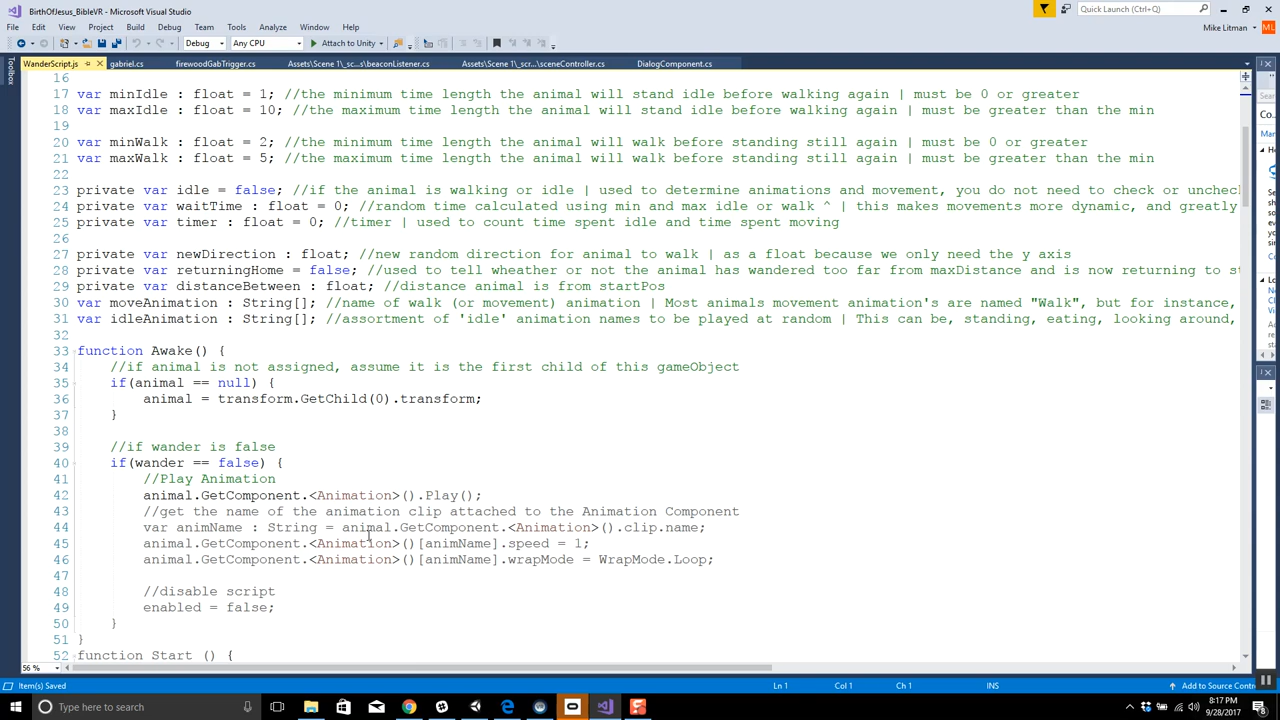 BirthOfJesus_BibleVR - Microsoft Visual Studio
Quick Launch (Ctrl+Q)
File Edit View Project Build Debug Team Tools Analyze Window Help
Mike Litman ML
Debug Any CPU Attach to Unity
WanderScript.js gabriel.cs firewoodGabTrigger.cs Assets\Scene 1\_s...s\beaconListener.cs Assets\Scene 1\_scr...\sceneController.cs DialogComponent.cs
Toolbox
16
17 var minIdle : float = 1; //the minimum time length the animal will stand idle before walking again | must be 0 or greater
18 var maxIdle : float = 10; //the maximum time length the animal will stand idle before walking again | must be greater than the min
19
20 var minWalk : float = 2; //the minimum time length the animal will walk before standing still again | must be 0 or greater
21 var maxWalk : float = 5; //the maximum time length the animal will walk before standing still again | must be greater than the min
22
23 private var idle = false; //if the animal is walking or idle | used to determine animations and movement, you do not need to check or unchec
24 private var waitTime : float = 0; //random time calculated using min and max idle or walk ^ | this makes movements more dynamic, and greatly
25 private var timer : float = 0; //timer | used to count time spent idle and time spent moving
26
27 private var newDirection : float; //new random direction for animal to walk | as a float because we only need the y axis
28 private var returningHome = false; //used to tell wheather or not the animal has wandered too far from maxDistance and is now returning to st
29 private var distanceBetween : float; //distance animal is from startPos
30 var moveAnimation : String[]; //name of walk (or movement) animation | Most animals movement animation's are named "Walk", but for instance,
31 var idleAnimation : String[]; //assortment of 'idle' animation names to be played at random | This can be, standing, eating, looking around,
32
33 function Awake() {
34 //if animal is not assigned, assume it is the first child of this gameObject
35 if(animal == null) {
36 animal = transform.GetChild(0).transform;
37 }
38
39 //if wander is false
40 if(wander == false) {
41 //Play Animation
42 animal.GetComponent.<Animation>().Play();
43 //get the name of the animation clip attached to the Animation Component
44 var animName : String = animal.GetComponent.<Animation>().clip.name;
45 animal.GetComponent.<Animation>()[animName].speed = 1;
46 animal.GetComponent.<Animation>()[animName].wrapMode = WrapMode.Loop;
47
48 //disable script
49 enabled = false;
50 }
51 }
52 function Start () {
56 %
Item(s) Saved Ln 1 Col 1 Ch 1 INS Add to Source Contr
Type here to search
8:17 PM
9/28/2017